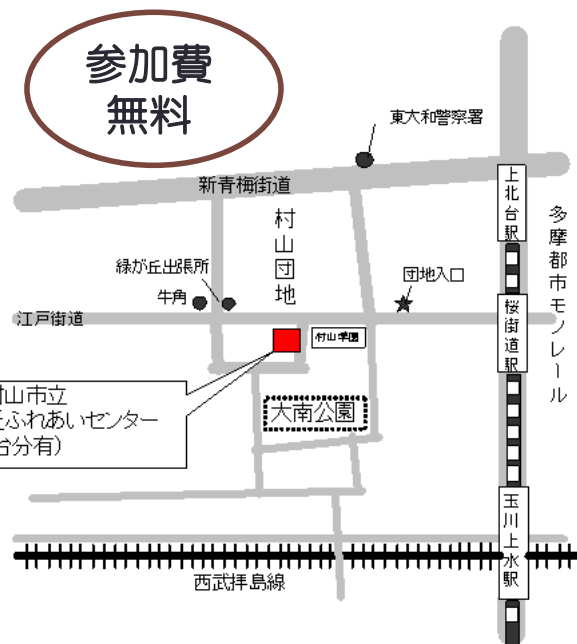 参加費
無料
東大和警察署
新青梅街道
上北台駅
多摩都市モノレール
村山団地
緑が丘出張所
牛角
団地入口
江戸街道
村山学園
桜街道駅
村山市立
ふれあいセンター
台分有)
大南公園
玉川上水駅
西武拝島線